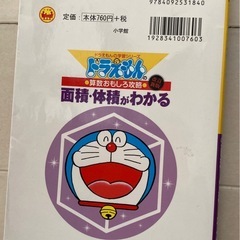 9784092531840
定価:本体760円+税
小学館
1928341007603
ドラえもんの学習シリーズ
ドラえもんの
算数おもしろ攻略
面積・体積がわかる